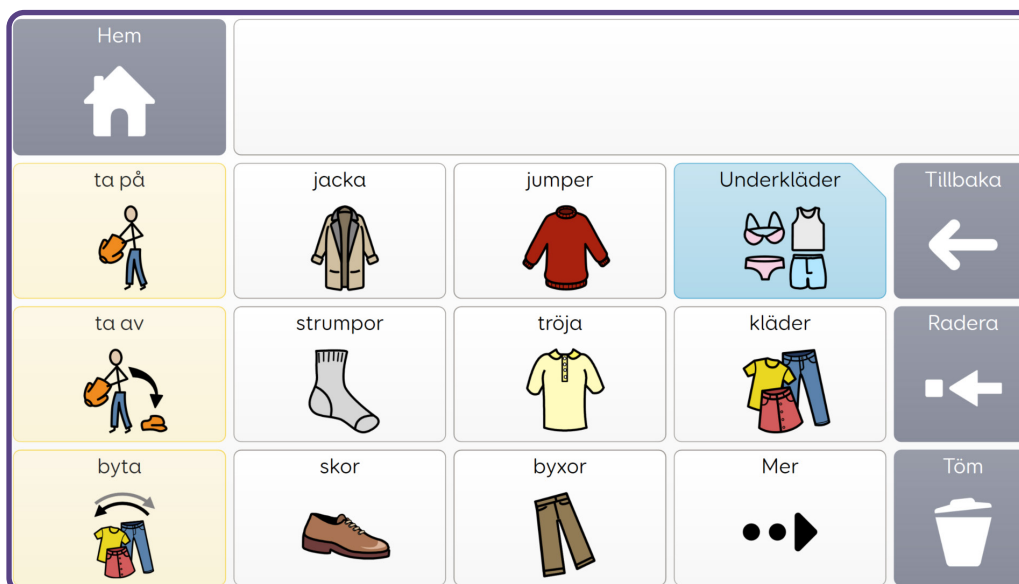 Hem
ta på
jacka
jumper
Underkläder
Tillbaka
ta av
strumpor
tröja
kläder
Radera
byta
skor
byxor
Mer
Töm